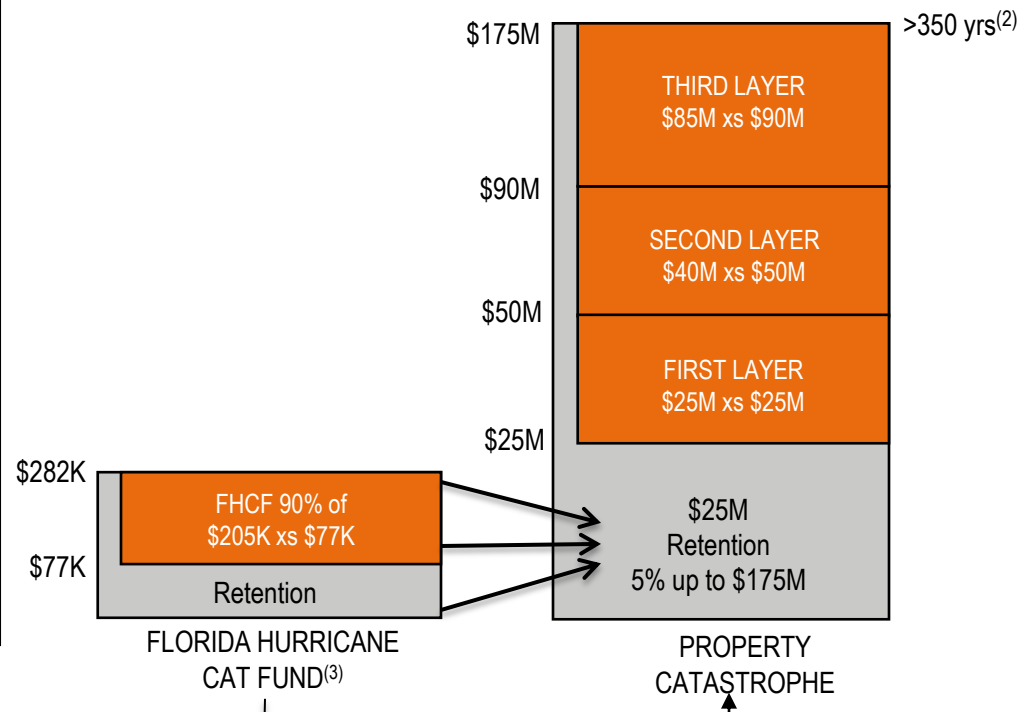 $175M
>350 yrs(2)
THIRD LAYER
$85M xs $90M
$90M
SECOND LAYER
$40M xs $50M
$50M
FIRST LAYER
$25M xs $25M
$25M
$282K
FHCF 90% of
$205K xs $77K
$77K
Retention
$25M
Retention
5% up to $175M
FLORIDA HURRICANE
CAT FUND(3)
PROPERTY
CATASTROPHE